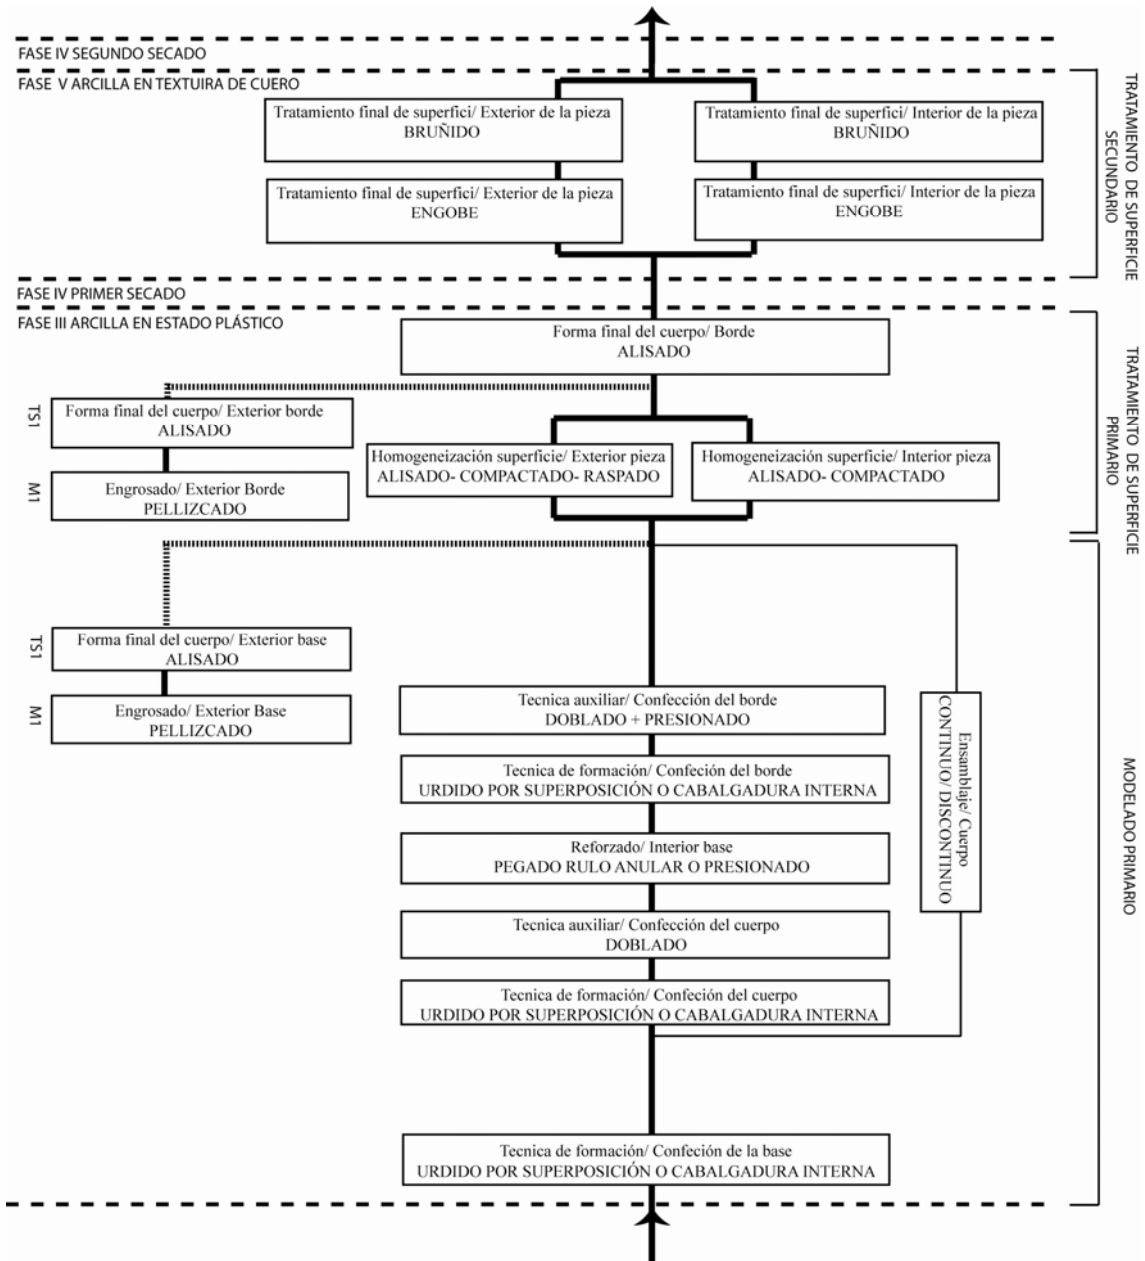 FASE IV SEGUNDO SECADO
FASE V ARCILLA EN TEXTUIRA DE CUERO
Tratamiento final de superfici/ Exterior de la pieza
BRUÑIDO
Tratamiento final de superfici/ Interior de la pieza
BRUÑIDO
Tratamiento final de superfici/ Exterior de la pieza
ENGOBE
Tratamiento final de superfici/ Interior de la pieza
ENGOBE
TRATAMIENTO DE SUPERFICIE
SECUNDARIO
FASE IV PRIMER SECADO
FASE III ARCILLA EN ESTADO PLÁSTICO
Forma final del cuerpo/ Borde
ALISADO
TS1
Forma final del cuerpo/ Exterior borde
ALISADO
M1
Engrosado/ Exterior Borde
PELLIZCADO
Homogeneización superficie/ Exterior pieza
ALISADO- COMPACTADO- RASPADO
Homogeneización superficie/ Interior pieza
ALISADO- COMPACTADO
TRATAMIENTO DE SUPERFICIE
PRIMARIO
TS1
Forma final del cuerpo/ Exterior base
ALISADO
M1
Engrosado/ Exterior Base
PELLIZCADO
Tecnica auxiliar/ Confección del borde
DOBLADO + PRESIONADO
Tecnica de formación/ Confeción del borde
URDIDO POR SUPERPOSICIÓN O CABALGADURA INTERNA
Reforzado/ Interior base
PEGADO RULO ANULAR O PRESIONADO
Tecnica auxiliar/ Confección del cuerpo
DOBLADO
Tecnica de formación/ Confeción del cuerpo
URDIDO POR SUPERPOSICIÓN O CABALGADURA INTERNA
Ensamblaje/ Cuerpo
CONTINUO/ DISCONTINUO
MODELADO PRIMARIO
Tecnica de formación/ Confeción de la base
URDIDO POR SUPERPOSICIÓN O CABALGADURA INTERNA